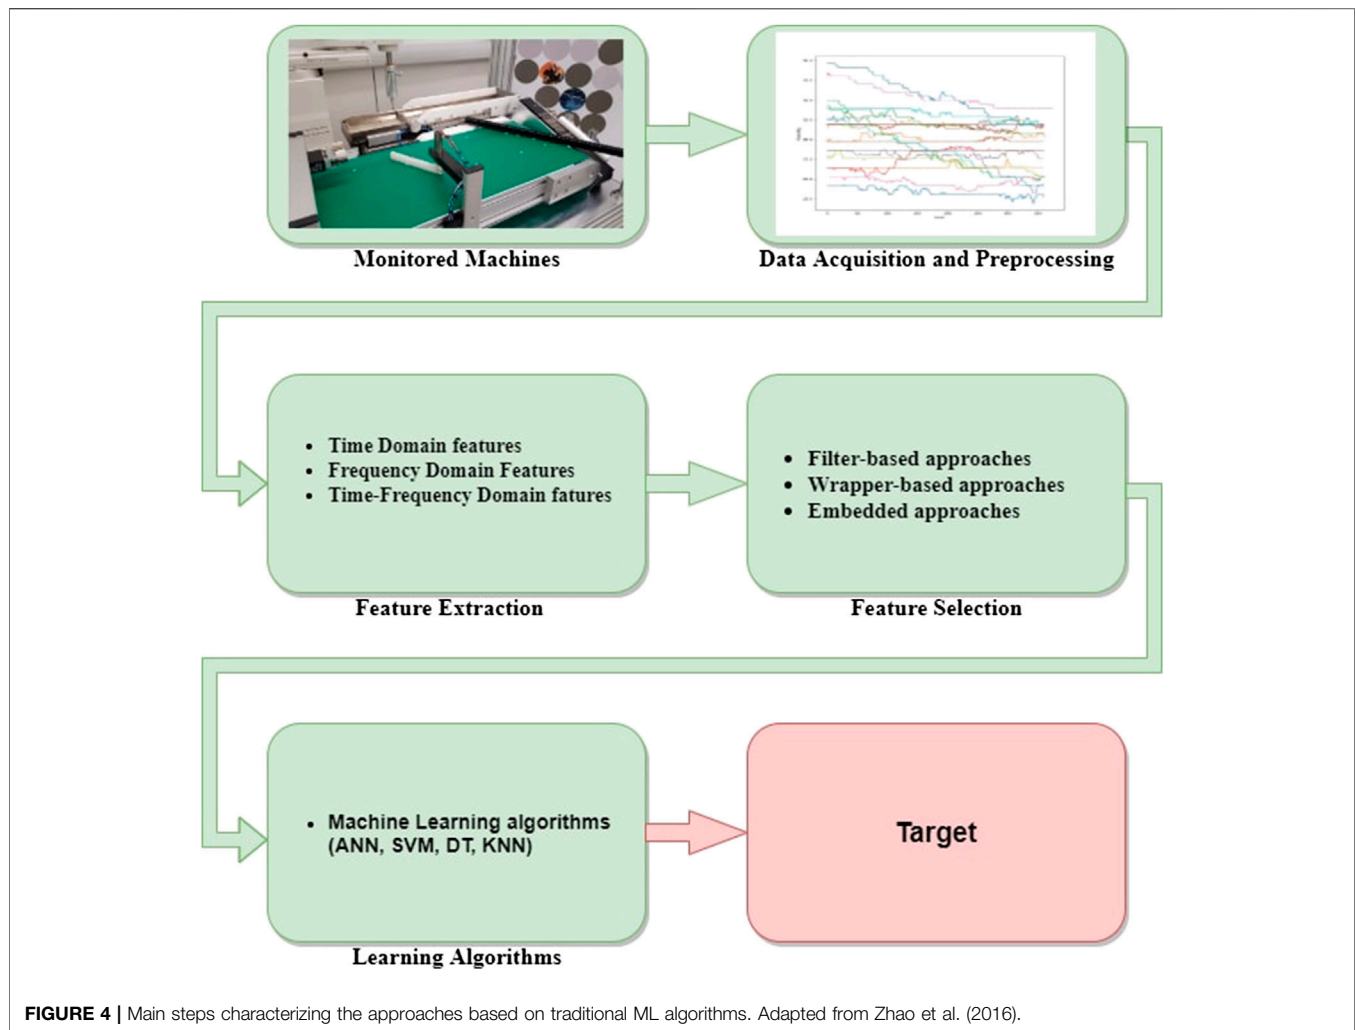 Monitored Machines
Data Acquisition and Preprocessing
• Time Domain features
• Frequency Domain Features
• Time-Frequency Domain fatures
Feature Extraction
• Filter-based approaches
• Wrapper-based approaches
• Embedded approaches
Feature Selection
• Machine Learning algorithms
(ANN, SVM, DT, KNN)
Learning Algorithms
Target
FIGURE 4 | Main steps characterizing the approaches based on traditional ML algorithms. Adapted from Zhao et al. (2016).